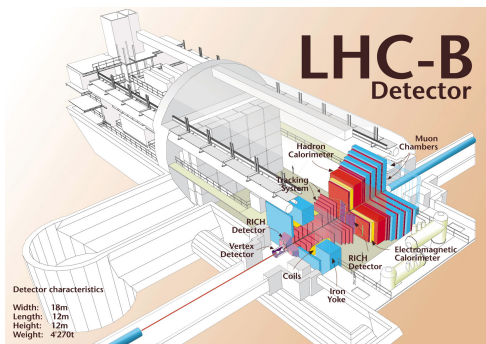 LHC-B
Detector
Muon
Chambers
Hadron
Calorimeter
Tracking
System
RICH
Detector
Vertex
Detector
Coils
RICH
Detector
Electromagnetic
Calorimeter
Iron
Yoke
Detector characteristics
Width: 18m
Length: 12m
Height: 12m
Weight: 4'270t